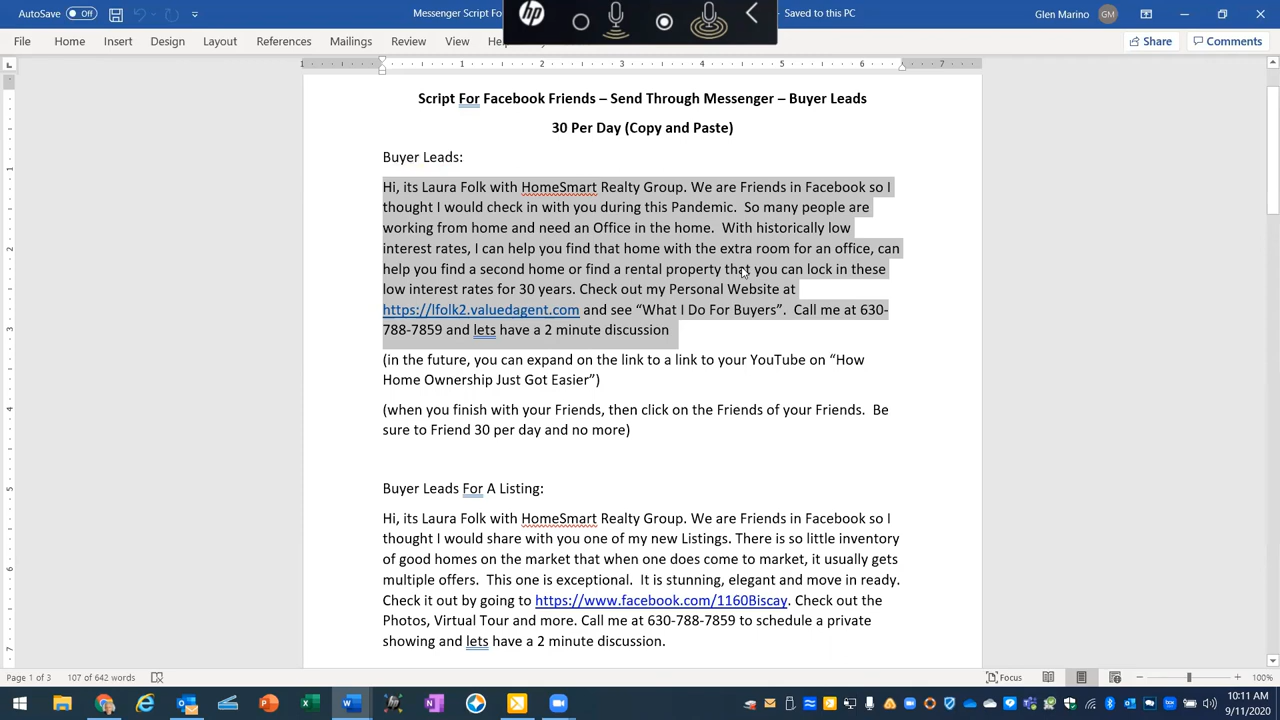 AutoSave Off
Messenger Script Fo
- Saved to this PC
Glen Marino
GM
hp
File Home Insert Design Layout References Mailings Review View
Share Comments
1 1 2 3 4 5 6 7
Script For Facebook Friends – Send Through Messenger – Buyer Leads
30 Per Day (Copy and Paste)
Buyer Leads:
Hi, its Laura Folk with HomeSmart Realty Group. We are Friends in Facebook so I
thought I would check in with you during this Pandemic.  So many people are
working from home and need an Office in the home.  With historically low
interest rates, I can help you find that home with the extra room for an office, can
help you find a second home or find a rental property that you can lock in these
low interest rates for 30 years. Check out my Personal Website at
https://lfolk2.valuedagent.com and see “What I Do For Buyers”.  Call me at 630-
788-7859 and lets have a 2 minute discussion
(in the future, you can expand on the link to a link to your YouTube on “How
Home Ownership Just Got Easier”)
(when you finish with your Friends, then click on the Friends of your Friends.  Be
sure to Friend 30 per day and no more)
Buyer Leads For A Listing:
Hi, its Laura Folk with HomeSmart Realty Group. We are Friends in Facebook so I
thought I would share with you one of my new Listings. There is so little inventory
of good homes on the market that when one does come to market, it usually gets
multiple offers.  This one is exceptional.  It is stunning, elegant and move in ready.
Check it out by going to https://www.facebook.com/1160Biscay. Check out the
Photos, Virtual Tour and more. Call me at 630-788-7859 to schedule a private
showing and lets have a 2 minute discussion.
Page 1 of 3 107 of 642 words
Focus
100%
10:11 AM
9/11/2020